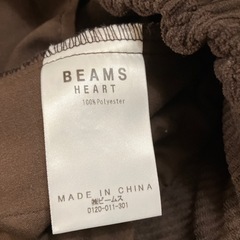 BEAMS
HEART
100% Polyester
MADE IN CHINA
㈱ビームス
0120-011-301